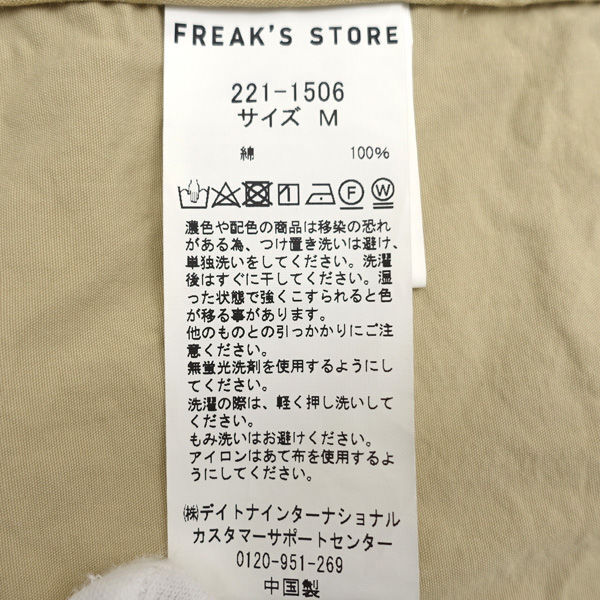 FREAK'S STORE
221-1506
サイズ M
綿 100%
F W
濃色や配色の商品は移染の恐れ
がある為、つけ置き洗いは避け、
単独洗いをしてください。洗濯
後はすぐに干してください。湿
った状態で強くこすられると色
が移る事があります。
他のものとの引っかかりにご注
意ください。
無蛍光洗剤を使用するようにし
てください。
洗濯の際は、軽く押し洗いして
ください。
もみ洗いはお避けください。
アイロンはあて布を使用するよ
うにしてください。
㈱デイトナインターナショナル
カスタマーサポートセンター
0120-951-269
中国製